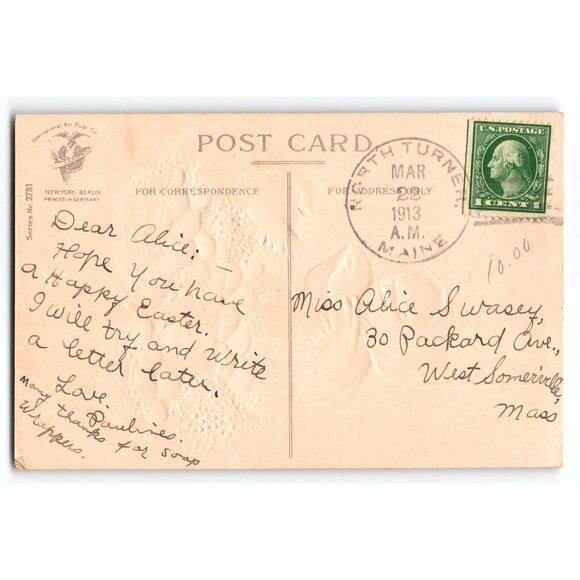 International Art Publ. Co.
NEW-YORK BERLIN
PRINTED IN GERMANY
Series No 2781
POST CARD
FOR CORRESPONDENCE
FOR ADDRESS ONLY
NORTH TURNER,
MAR
22
1913
A.M.
MAINE
U.S. POSTAGE
1 CENT 1
10.00
Dear Alice: —
Hope you have
a Happy Easter.
I will try and write
a letter later.
Love.
Paulines.
Many thanks for soap
Wrappers.
Miss Alice Swasey,
30 Packard Ave.,
West Somerville,
Mass